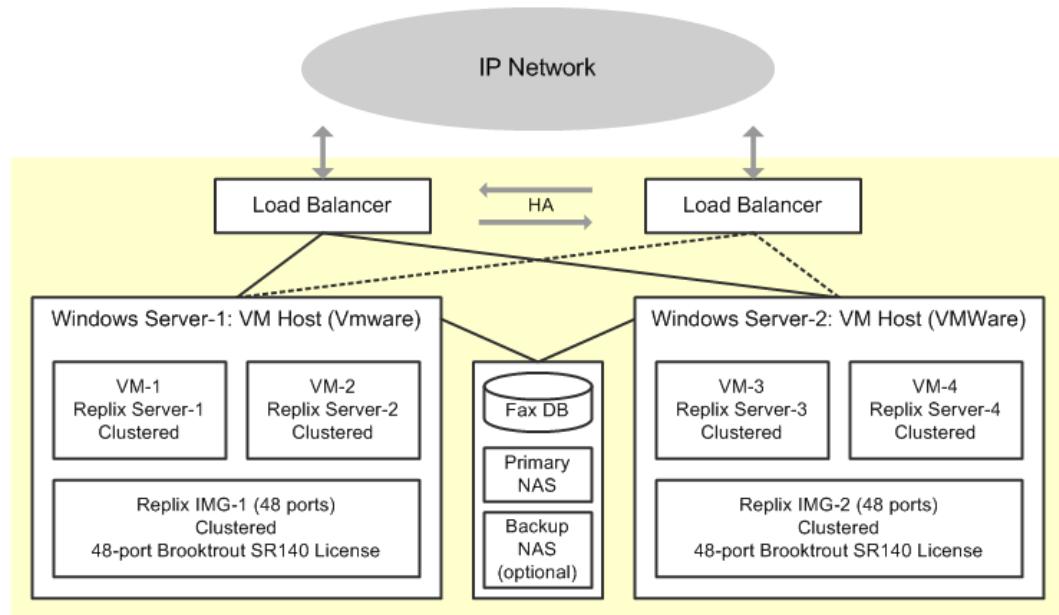 IP Network
Load Balancer
HA
Load Balancer
Windows Server-1: VM Host (Vmware)
VM-1
Replix Server-1
Clustered
VM-2
Replix Server-2
Clustered
Replix IMG-1 (48 ports)
Clustered
48-port Brooktrout SR140 License
Fax DB
Primary
NAS
Backup
NAS
(optional)
Windows Server-2: VM Host (VMWare)
VM-3
Replix Server-3
Clustered
VM-4
Replix Server-4
Clustered
Replix IMG-2 (48 ports)
Clustered
48-port Brooktrout SR140 License